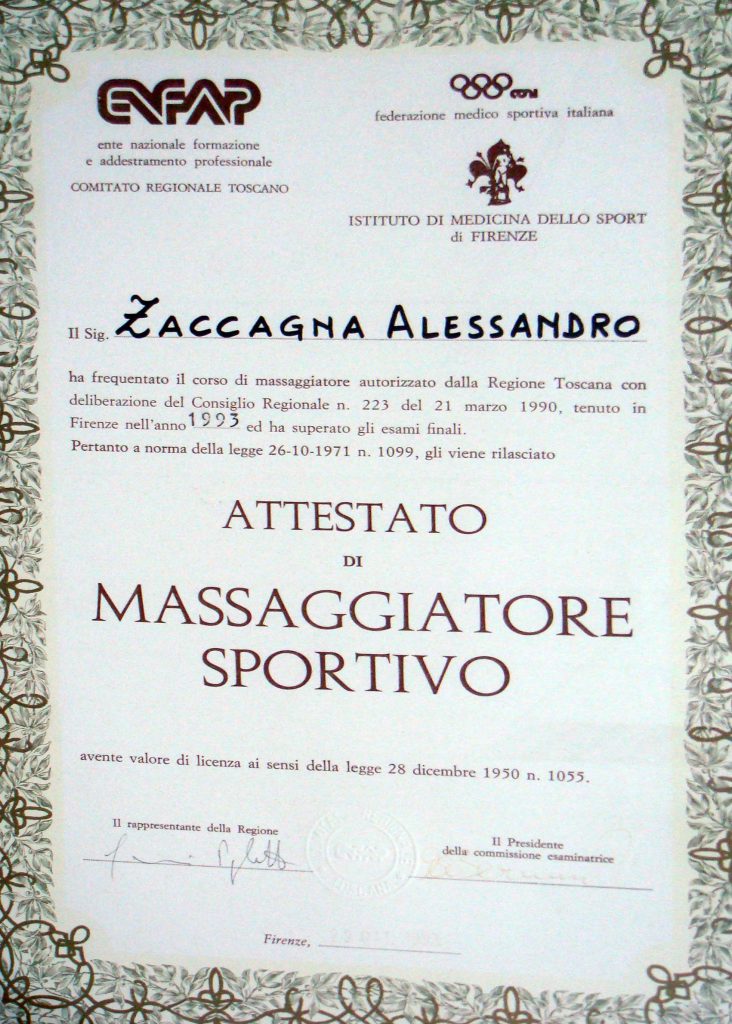 ENFAP
ente nazionale formazione
e addestramento professionale
COMITATO REGIONALE TOSCANO
CONI
federazione medico sportiva italiana
ISTITUTO DI MEDICINA DELLO SPORT
di FIRENZE
Il Sig. ZACCAGNA ALESSANDRO
ha frequentato il corso di massaggiatore autorizzato dalla Regione Toscana con
deliberazione del Consiglio Regionale n. 223 del 21 marzo 1990, tenuto in
Firenze nell'anno 1993 ed ha superato gli esami finali.
Pertanto a norma della legge 26-10-1971 n. 1099, gli viene rilasciato
ATTESTATO
DI
MASSAGGIATORE
SPORTIVO
avente valore di licenza ai sensi della legge 28 dicembre 1950 n. 1055.
Il rappresentante della Regione
Il Presidente
della commissione esaminatrice
Firenze,